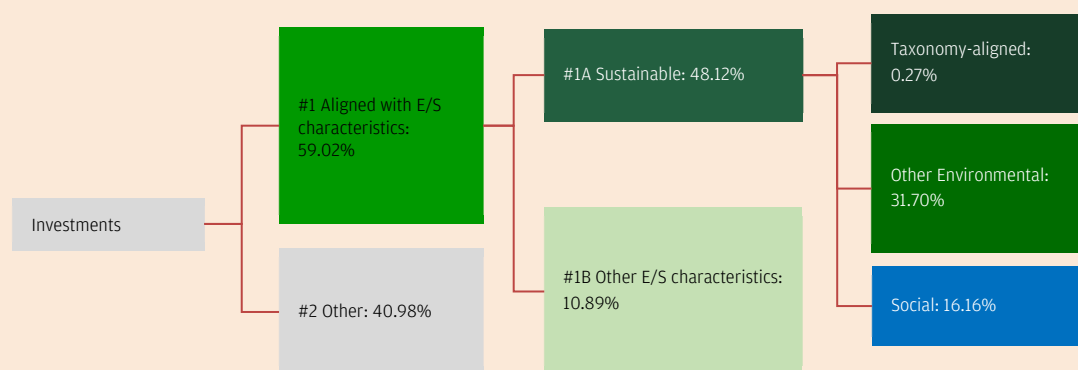 Investments
#1 Aligned with E/S
characteristics:
59.02%
#2 Other: 40.98%
#1A Sustainable: 48.12%
#1B Other E/S characteristics:
10.89%
Taxonomy-aligned:
0.27%
Other Environmental:
31.70%
Social: 16.16%